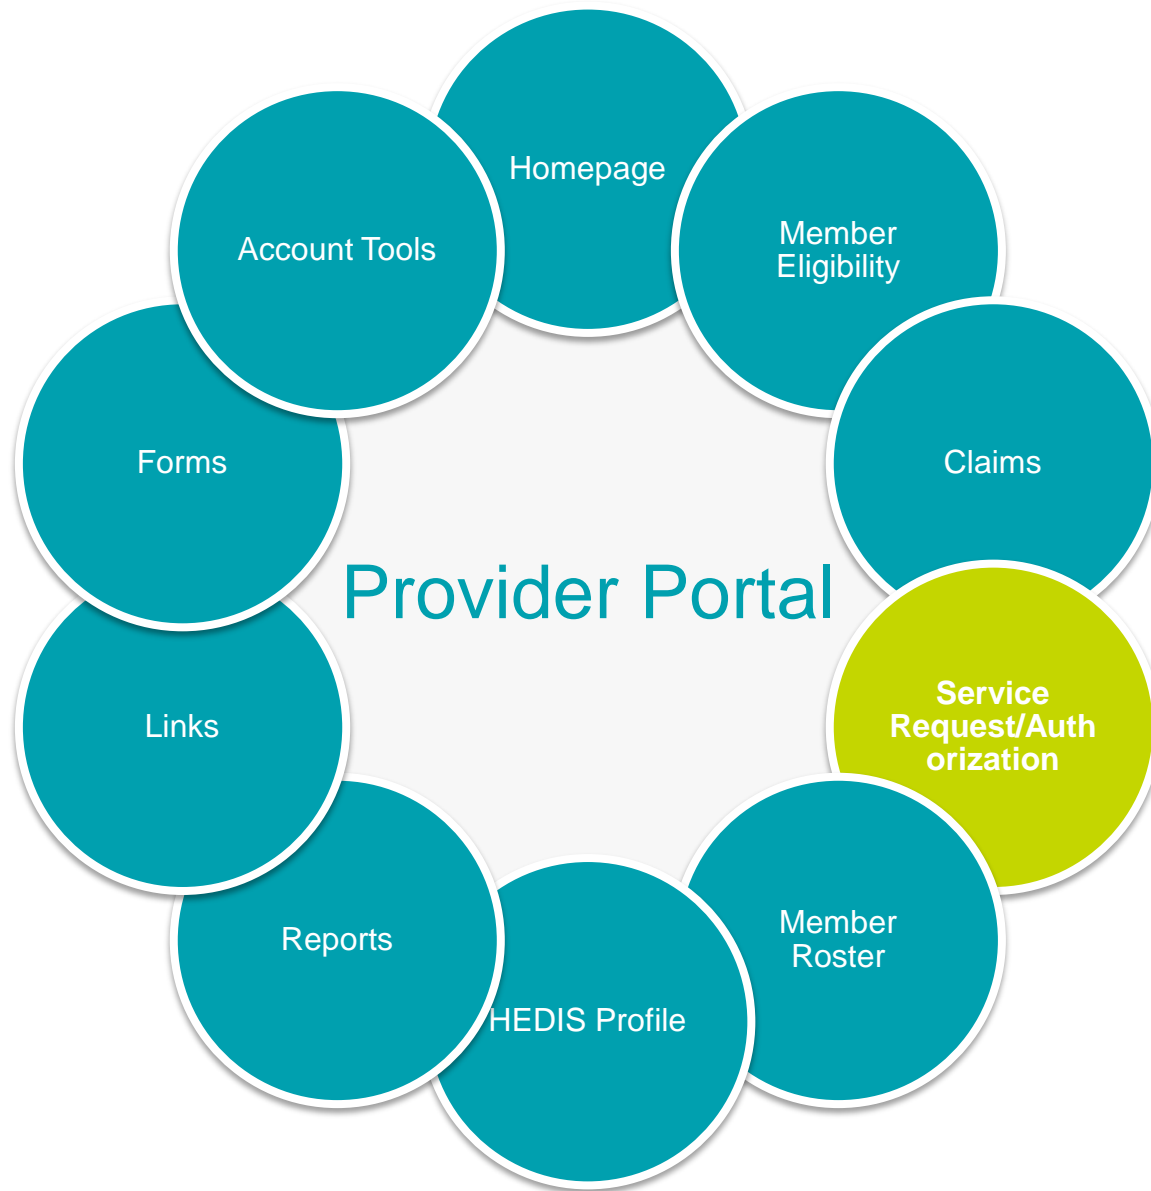 Homepage
Member
Eligibility
Account Tools
Claims
Forms
Provider Portal
Service
Request/Auth
orization
Links
Member
Roster
Reports
HEDIS Profile